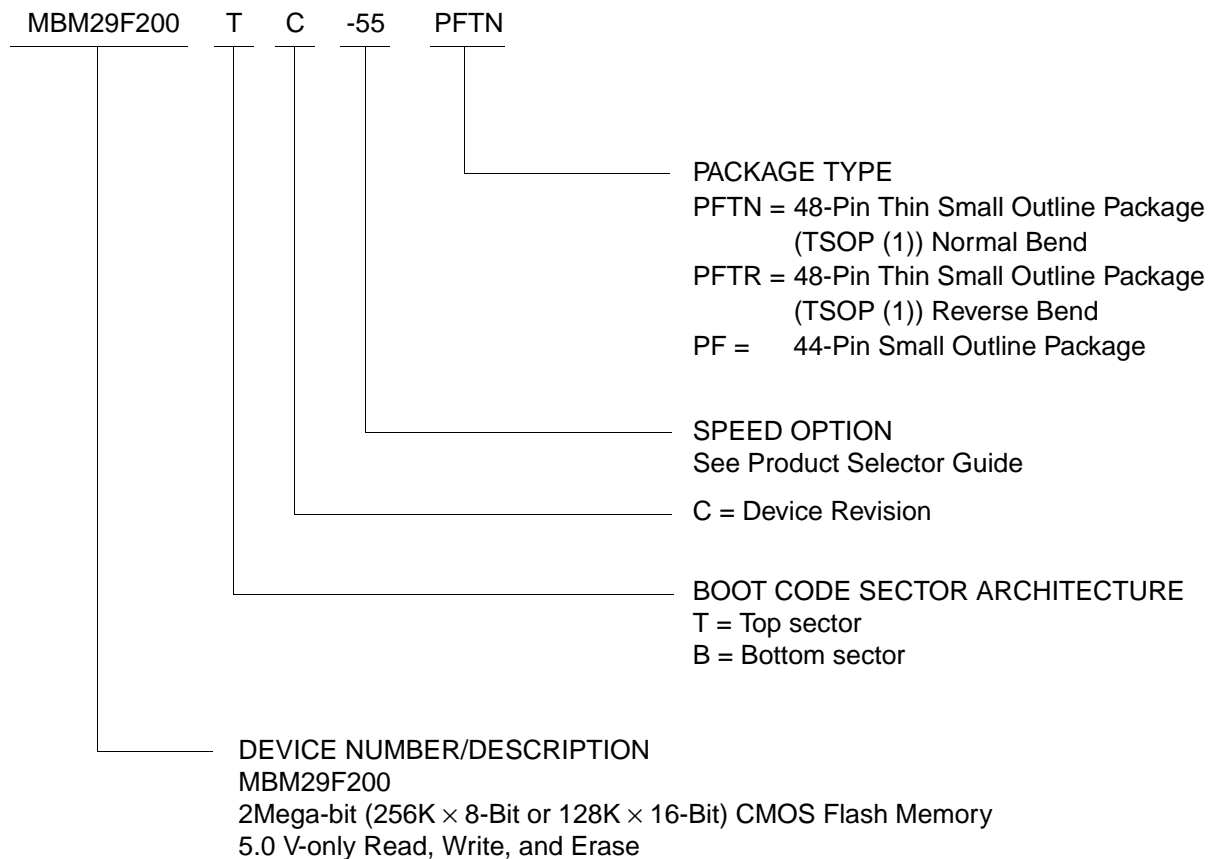 MBM29F200 T C -55 PFTN
PACKAGE TYPE
PFTN = 48-Pin Thin Small Outline Package
(TSOP (1)) Normal Bend
PFTR = 48-Pin Thin Small Outline Package
(TSOP (1)) Reverse Bend
PF = 44-Pin Small Outline Package
SPEED OPTION
See Product Selector Guide
C = Device Revision
BOOT CODE SECTOR ARCHITECTURE
T = Top sector
B = Bottom sector
DEVICE NUMBER/DESCRIPTION
MBM29F200
2Mega-bit (256K × 8-Bit or 128K × 16-Bit) CMOS Flash Memory
5.0 V-only Read, Write, and Erase